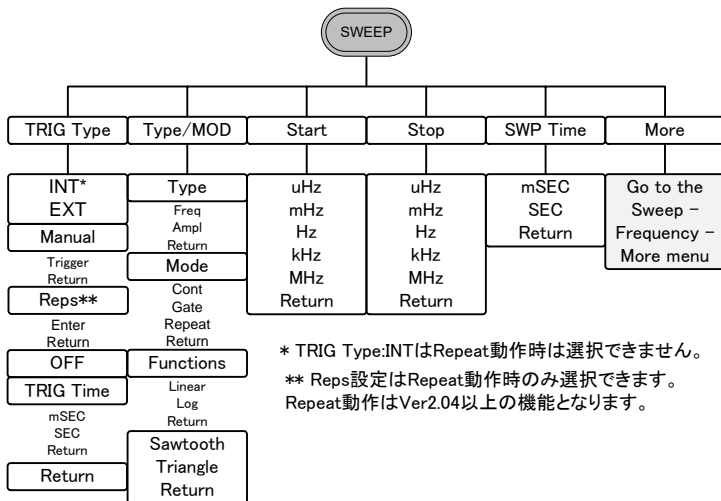 SWEEP
TRIG Type
Type/MOD
Start
Stop
SWP Time
More
INT*
EXT
Manual
Trigger
Return
Reps**
Enter
Return
OFF
TRIG Time
mSEC
SEC
Return
Return
Type
Freq
Ampl
Return
Mode
Cont
Gate
Repeat
Return
Functions
Linear
Log
Return
Sawtooth
Triangle
Return
uHz
mHz
Hz
kHz
MHz
Return
uHz
mHz
Hz
kHz
MHz
Return
mSEC
SEC
Return
Go to the
Sweep –
Frequency –
More menu
* TRIG Type:INTはRepeat動作時は選択できません。
** Reps設定はRepeat動作時のみ選択できます。
Repeat動作はVer2.04以上の機能となります。